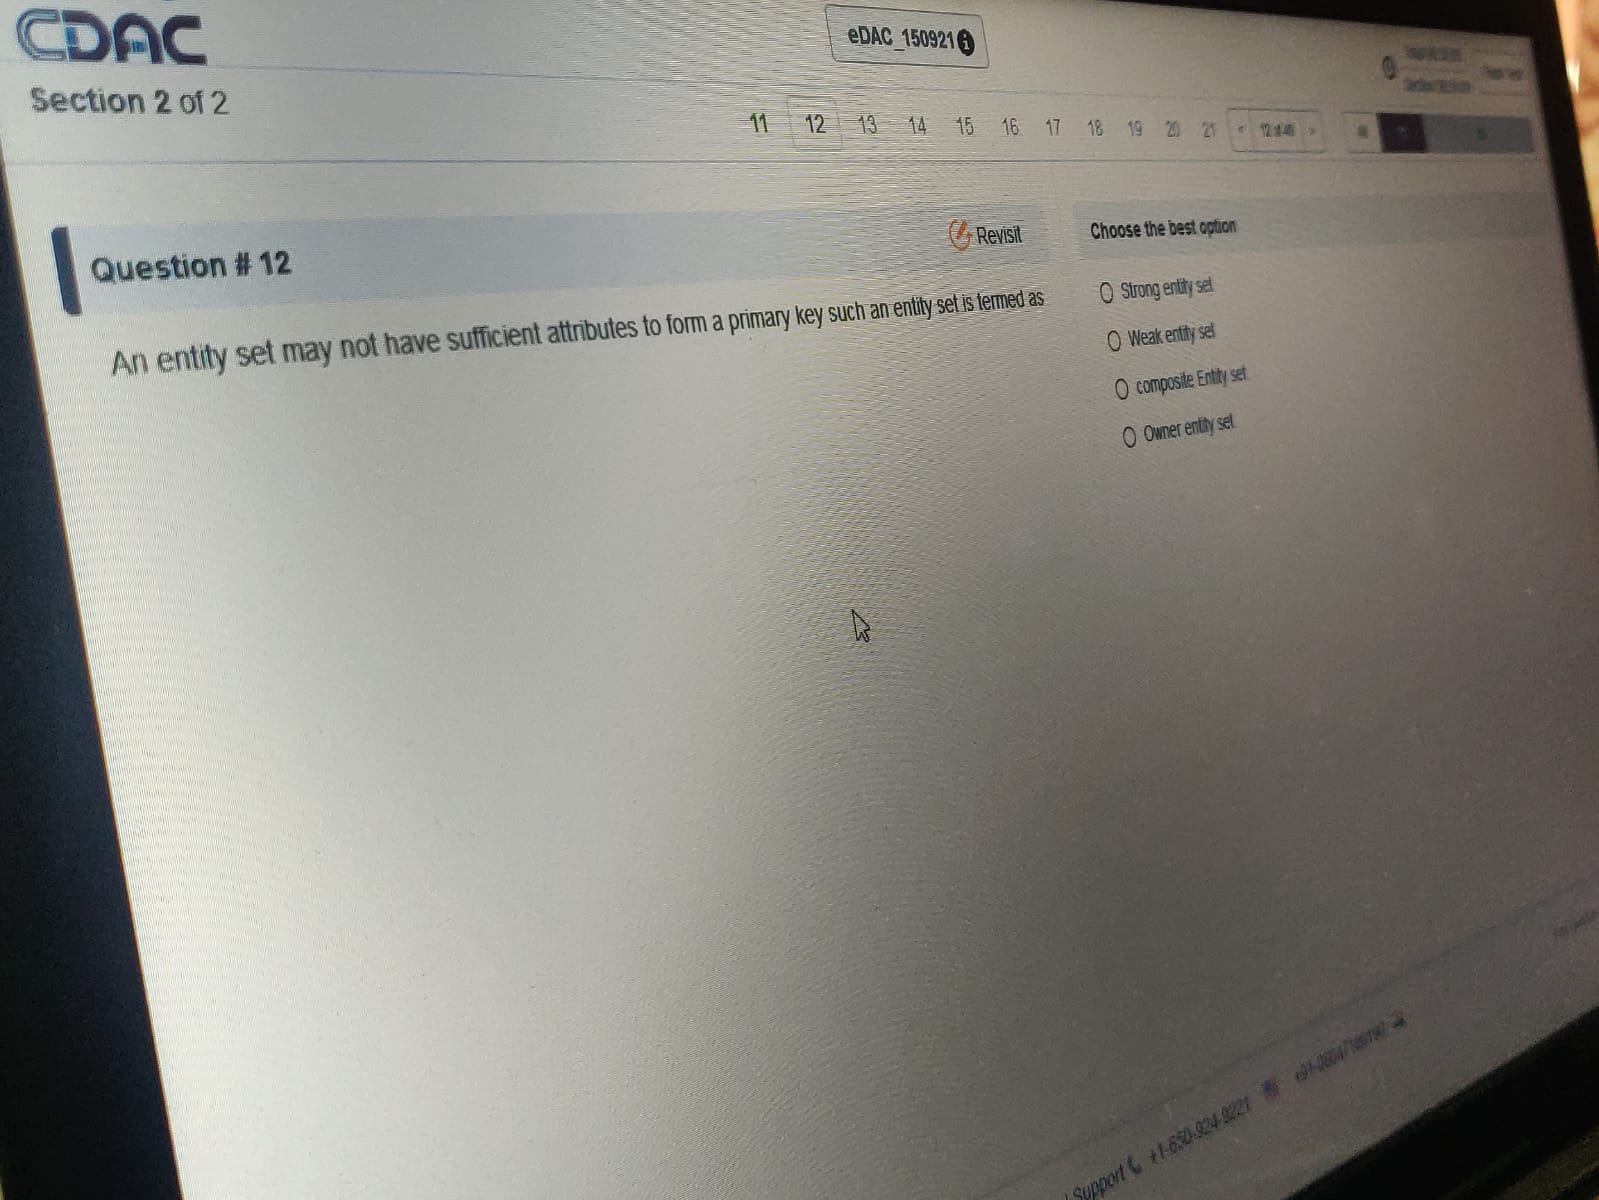 CDAC
eDAC_150921
Section 2 of 2
11 12 13 14 15 16 17 18 19 20 21 < 12 of 40 >
Question # 12
Revisit
An entity set may not have sufficient attributes to form a primary key such an entity set is termed as
Choose the best option
Strong entity set
Weak entity set
composite Entity set
Owner entity set
Support +1-650-924-9221